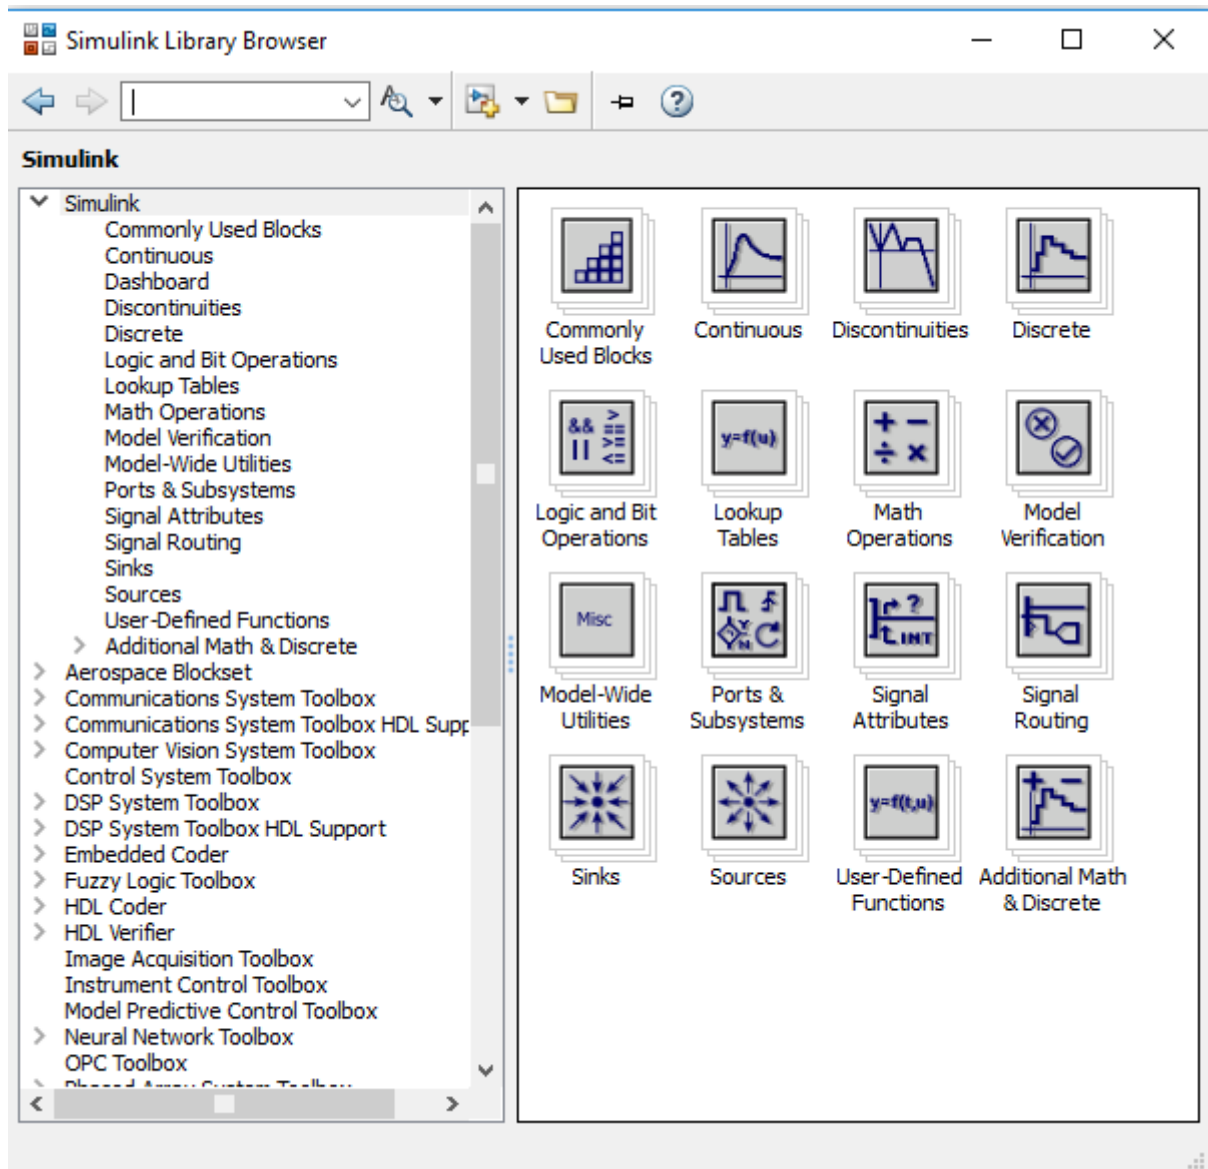 Simulink Library Browser
Simulink
Simulink
Commonly Used Blocks
Continuous
Dashboard
Discontinuities
Discrete
Logic and Bit Operations
Lookup Tables
Math Operations
Model Verification
Model-Wide Utilities
Ports & Subsystems
Signal Attributes
Signal Routing
Sinks
Sources
User-Defined Functions
Additional Math & Discrete
Aerospace Blockset
Communications System Toolbox
Communications System Toolbox HDL Supp
Computer Vision System Toolbox
Control System Toolbox
DSP System Toolbox
DSP System Toolbox HDL Support
Embedded Coder
Fuzzy Logic Toolbox
HDL Coder
HDL Verifier
Image Acquisition Toolbox
Instrument Control Toolbox
Model Predictive Control Toolbox
Neural Network Toolbox
OPC Toolbox
Phased Array System Toolbox
Commonly
Used Blocks
Continuous
Discontinuities
Discrete
&& >
==
|| >=
<=
Logic and Bit
Operations
y=f(u)
Lookup
Tables
+ −
÷ ×
Math
Operations
Model
Verification
Misc
Model-Wide
Utilities
Y
N
Ports &
Subsystems
?
INT
Signal
Attributes
Signal
Routing
Sinks
Sources
y=f(t,u)
User-Defined
Functions
+ −
Additional Math
& Discrete